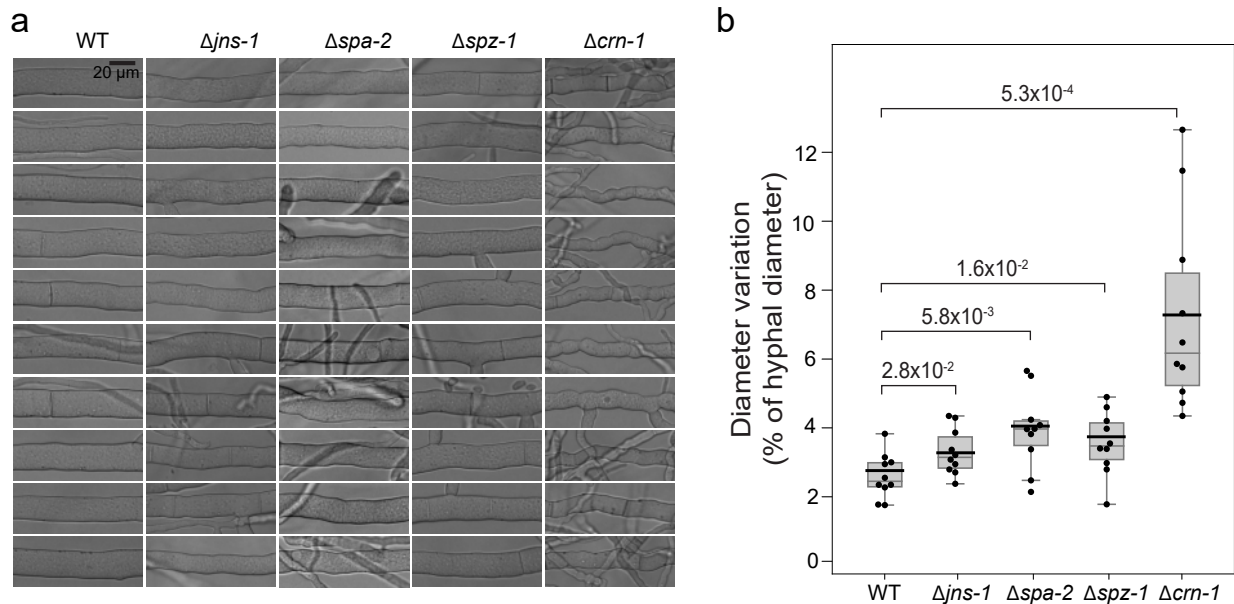 a
WT Δjns-1 Δspa-2 Δspz-1 Δcrn-1
20 μm
b
Diameter variation
(% of hyphal diameter)
12
10
8
6
4
2
0
5.3x10-4
1.6x10-2
5.8x10-3
2.8x10-2
WT Δjns-1 Δspa-2 Δspz-1 Δcrn-1